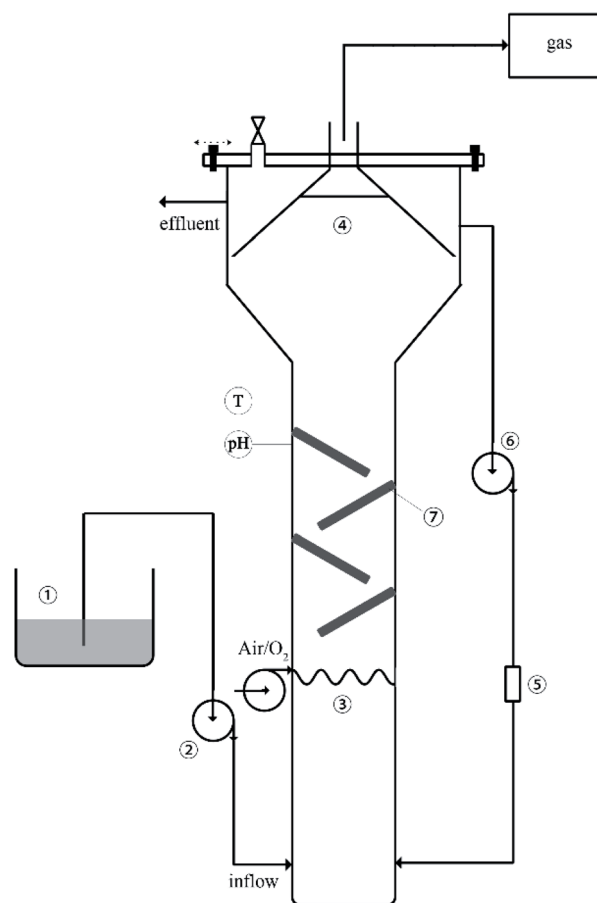 gas
effluent
④
T
pH
⑥
⑦
①
Air/O₂
③
⑤
②
inflow